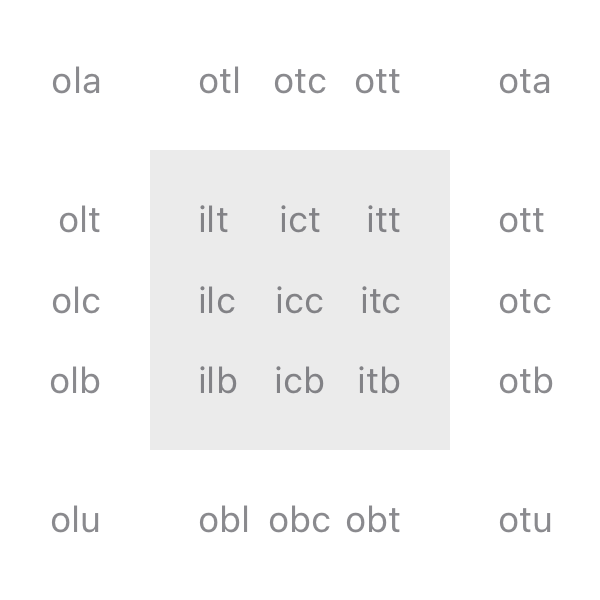 ola otl otc ott ota
olt ilt ict itt ott
olc ilc icc itc otc
olb ilb icb itb otb
olu obl obc obt otu